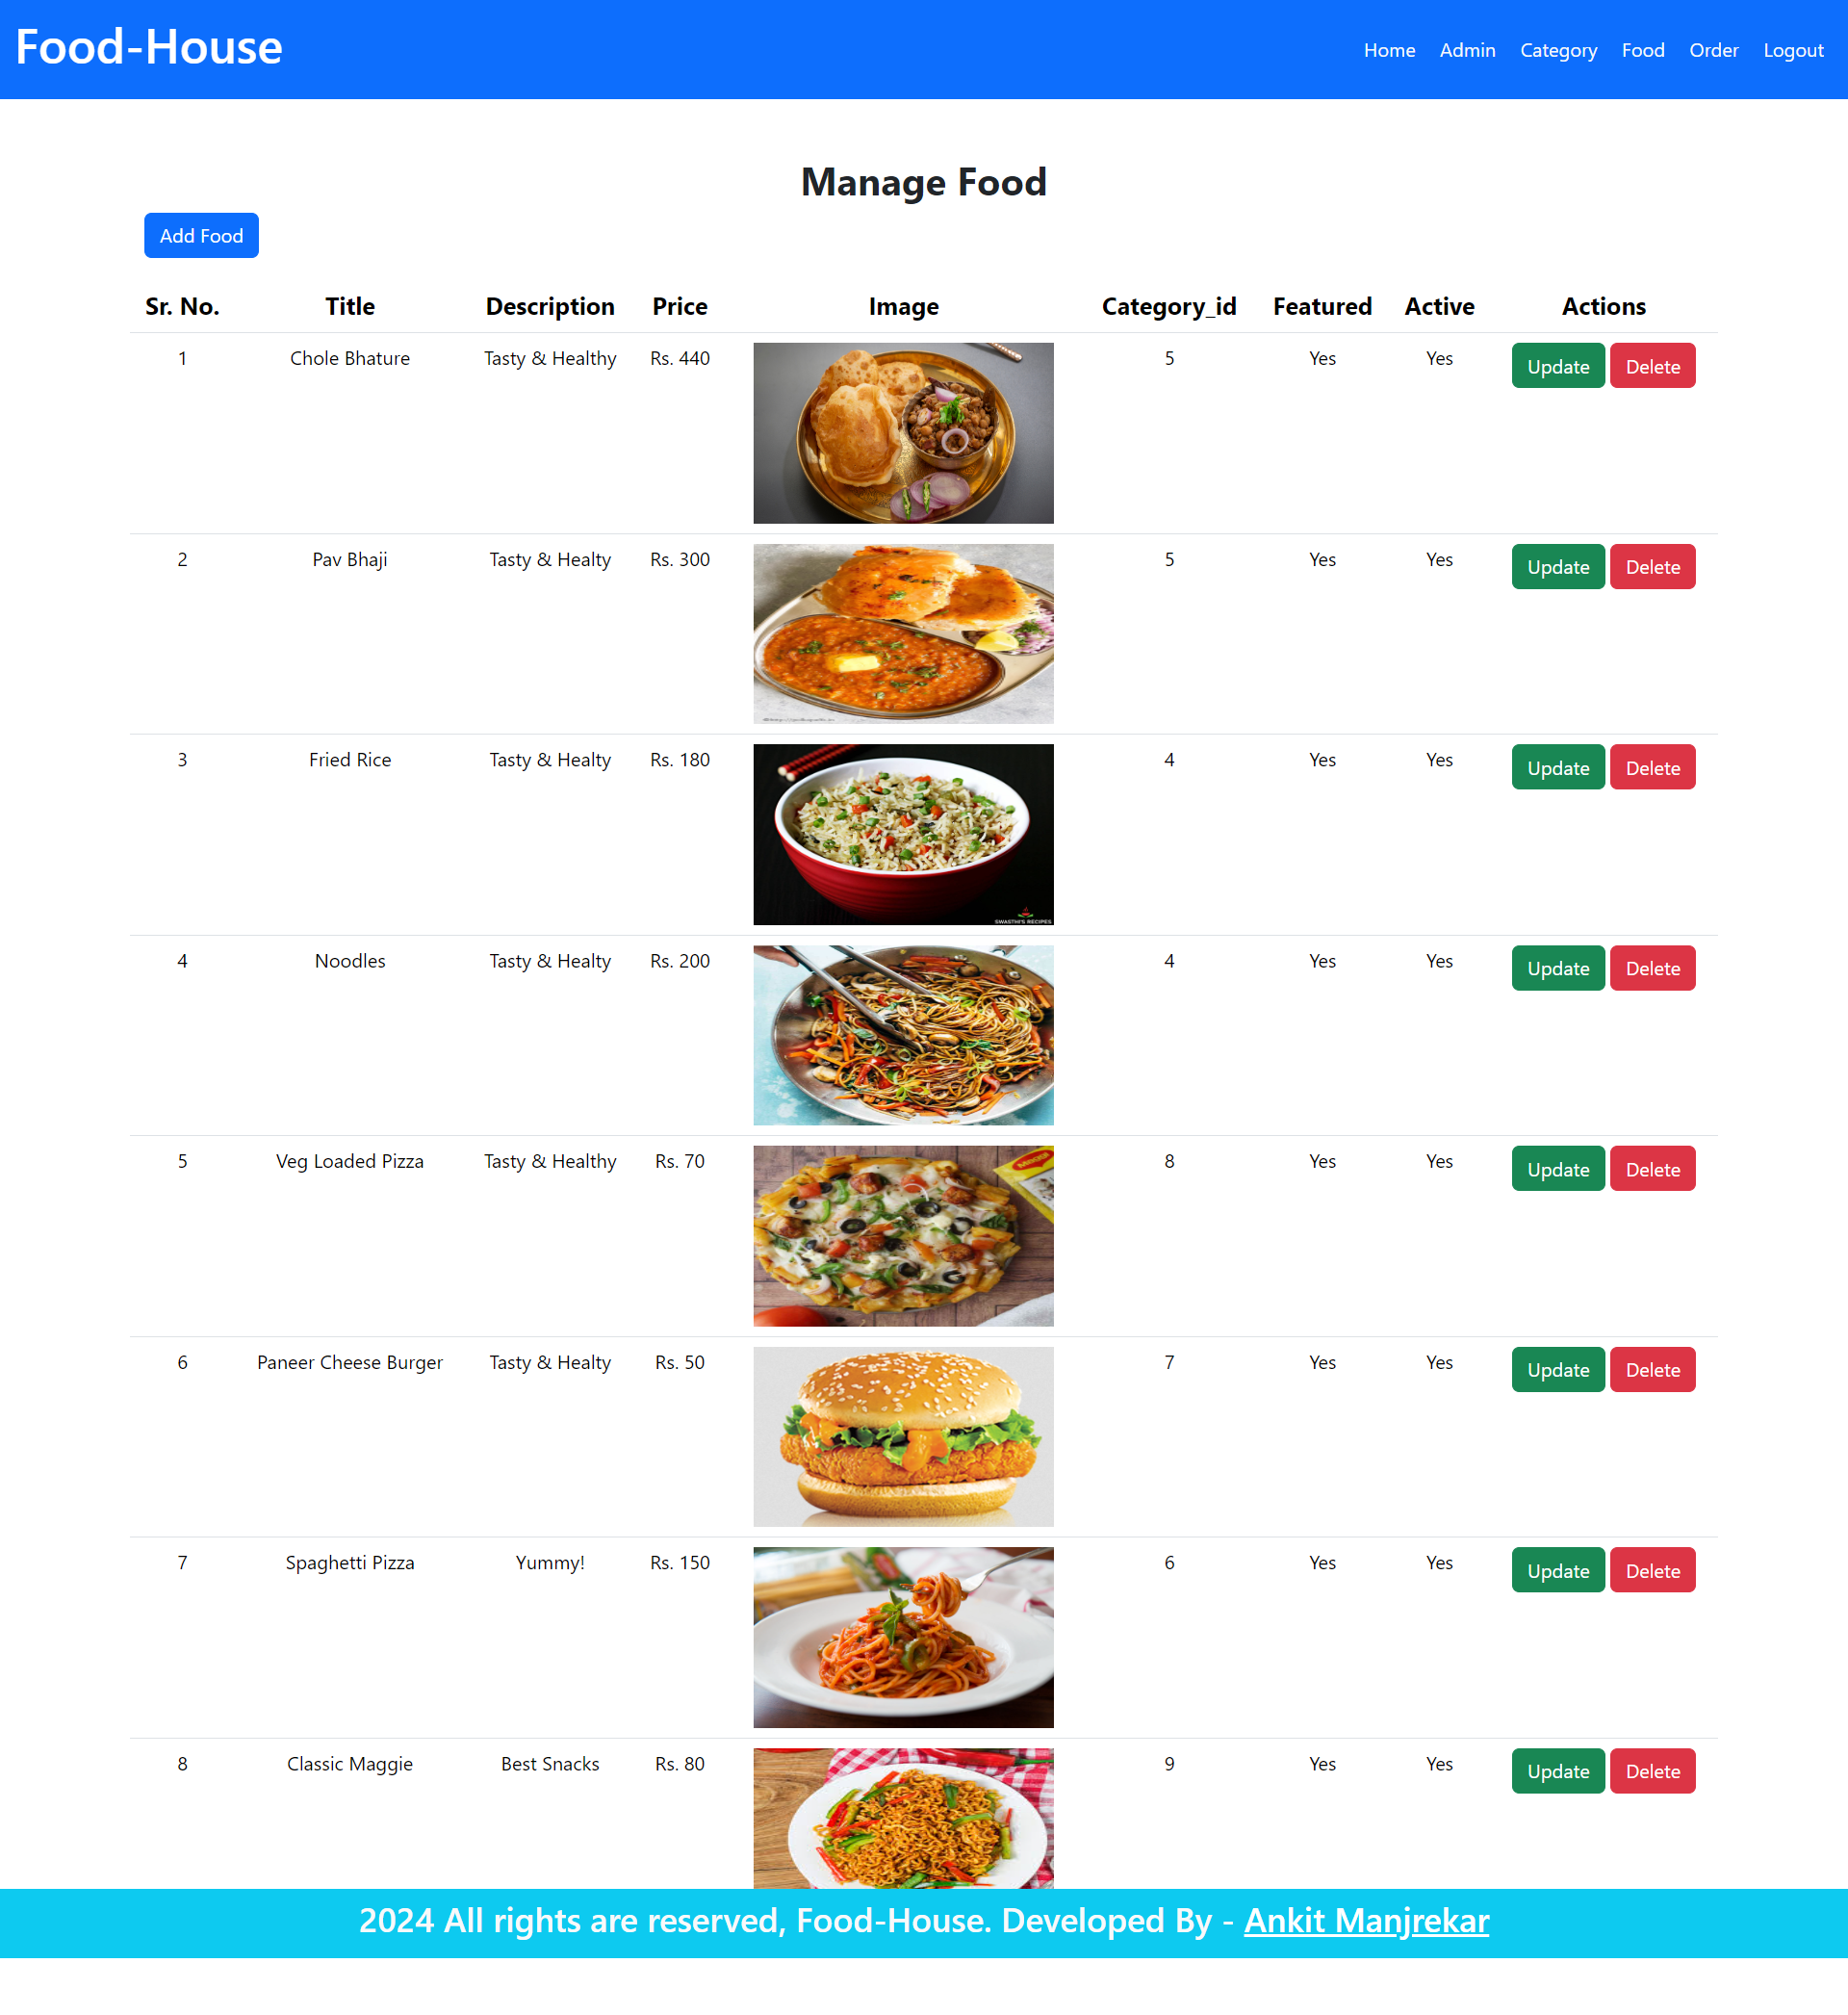 Food-House
Home Admin Category Food Order Logout
Manage Food
Add Food
Sr. No. Title Description Price Image Category_id Featured Active Actions
1 Chole Bhature Tasty & Healthy Rs. 440 5 Yes Yes Update Delete
2 Pav Bhaji Tasty & Healty Rs. 300 5 Yes Yes Update Delete
3 Fried Rice Tasty & Healty Rs. 180 4 Yes Yes Update Delete
SWASTHI'S RECIPES
4 Noodles Tasty & Healty Rs. 200 4 Yes Yes Update Delete
5 Veg Loaded Pizza Tasty & Healthy Rs. 70 8 Yes Yes Update Delete
Maggi
6 Paneer Cheese Burger Tasty & Healty Rs. 50 7 Yes Yes Update Delete
7 Spaghetti Pizza Yummy! Rs. 150 6 Yes Yes Update Delete
8 Classic Maggie Best Snacks Rs. 80 9 Yes Yes Update Delete
2024 All rights are reserved, Food-House. Developed By - Ankit Manjrekar